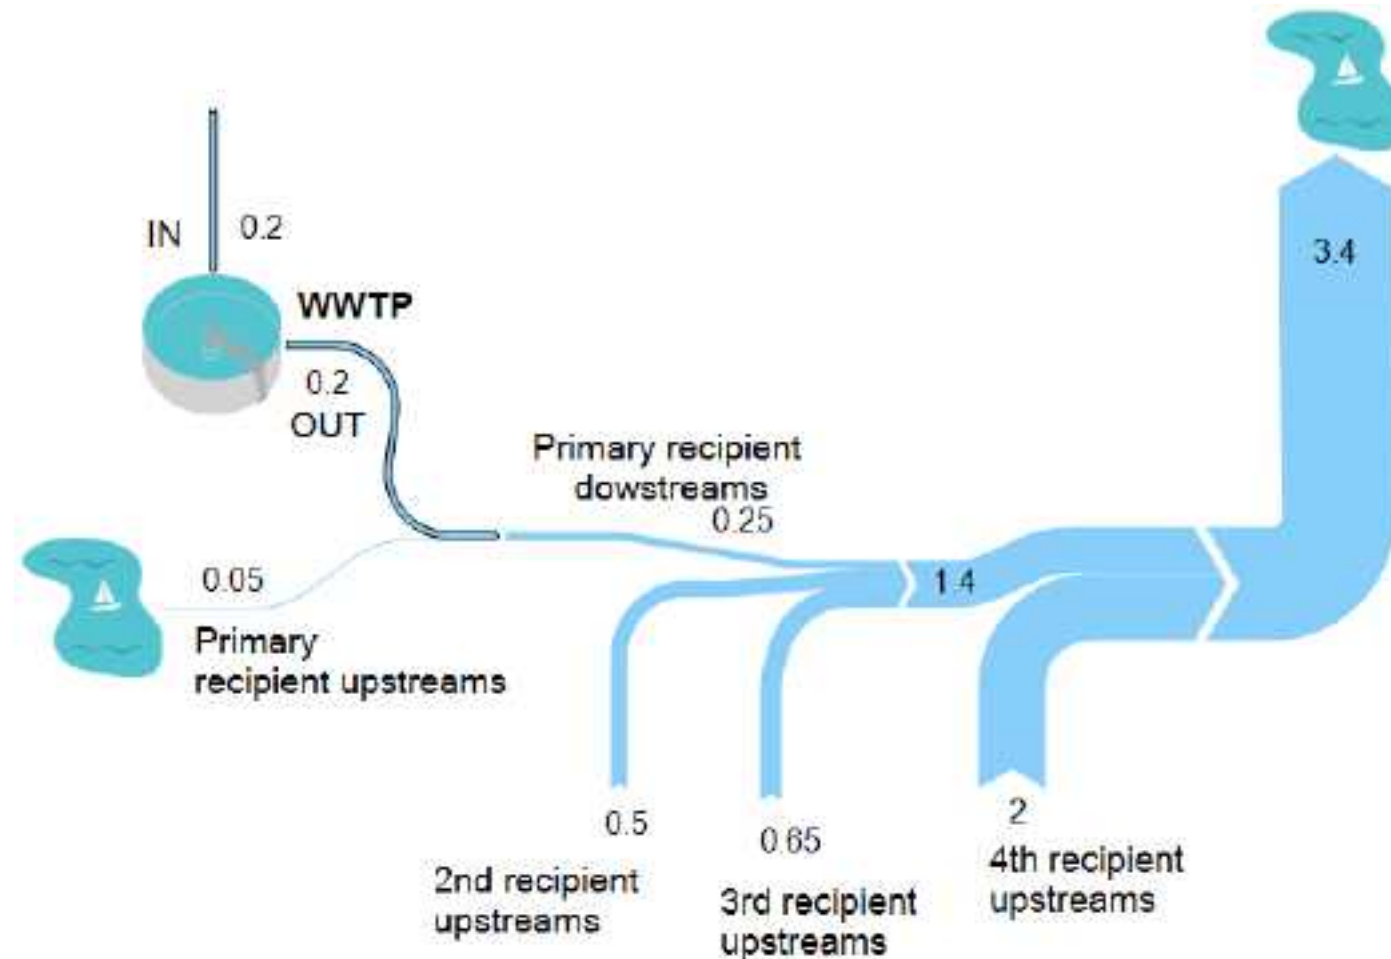 IN
0.2
WWTP
0.2
OUT
3.4
Primary recipient
dowstreams
0.25
0.05
1.4
Primary
recipient upstreams
0.5
2nd recipient
upstreams
0.65
3rd recipient
upstreams
2
4th recipient
upstreams